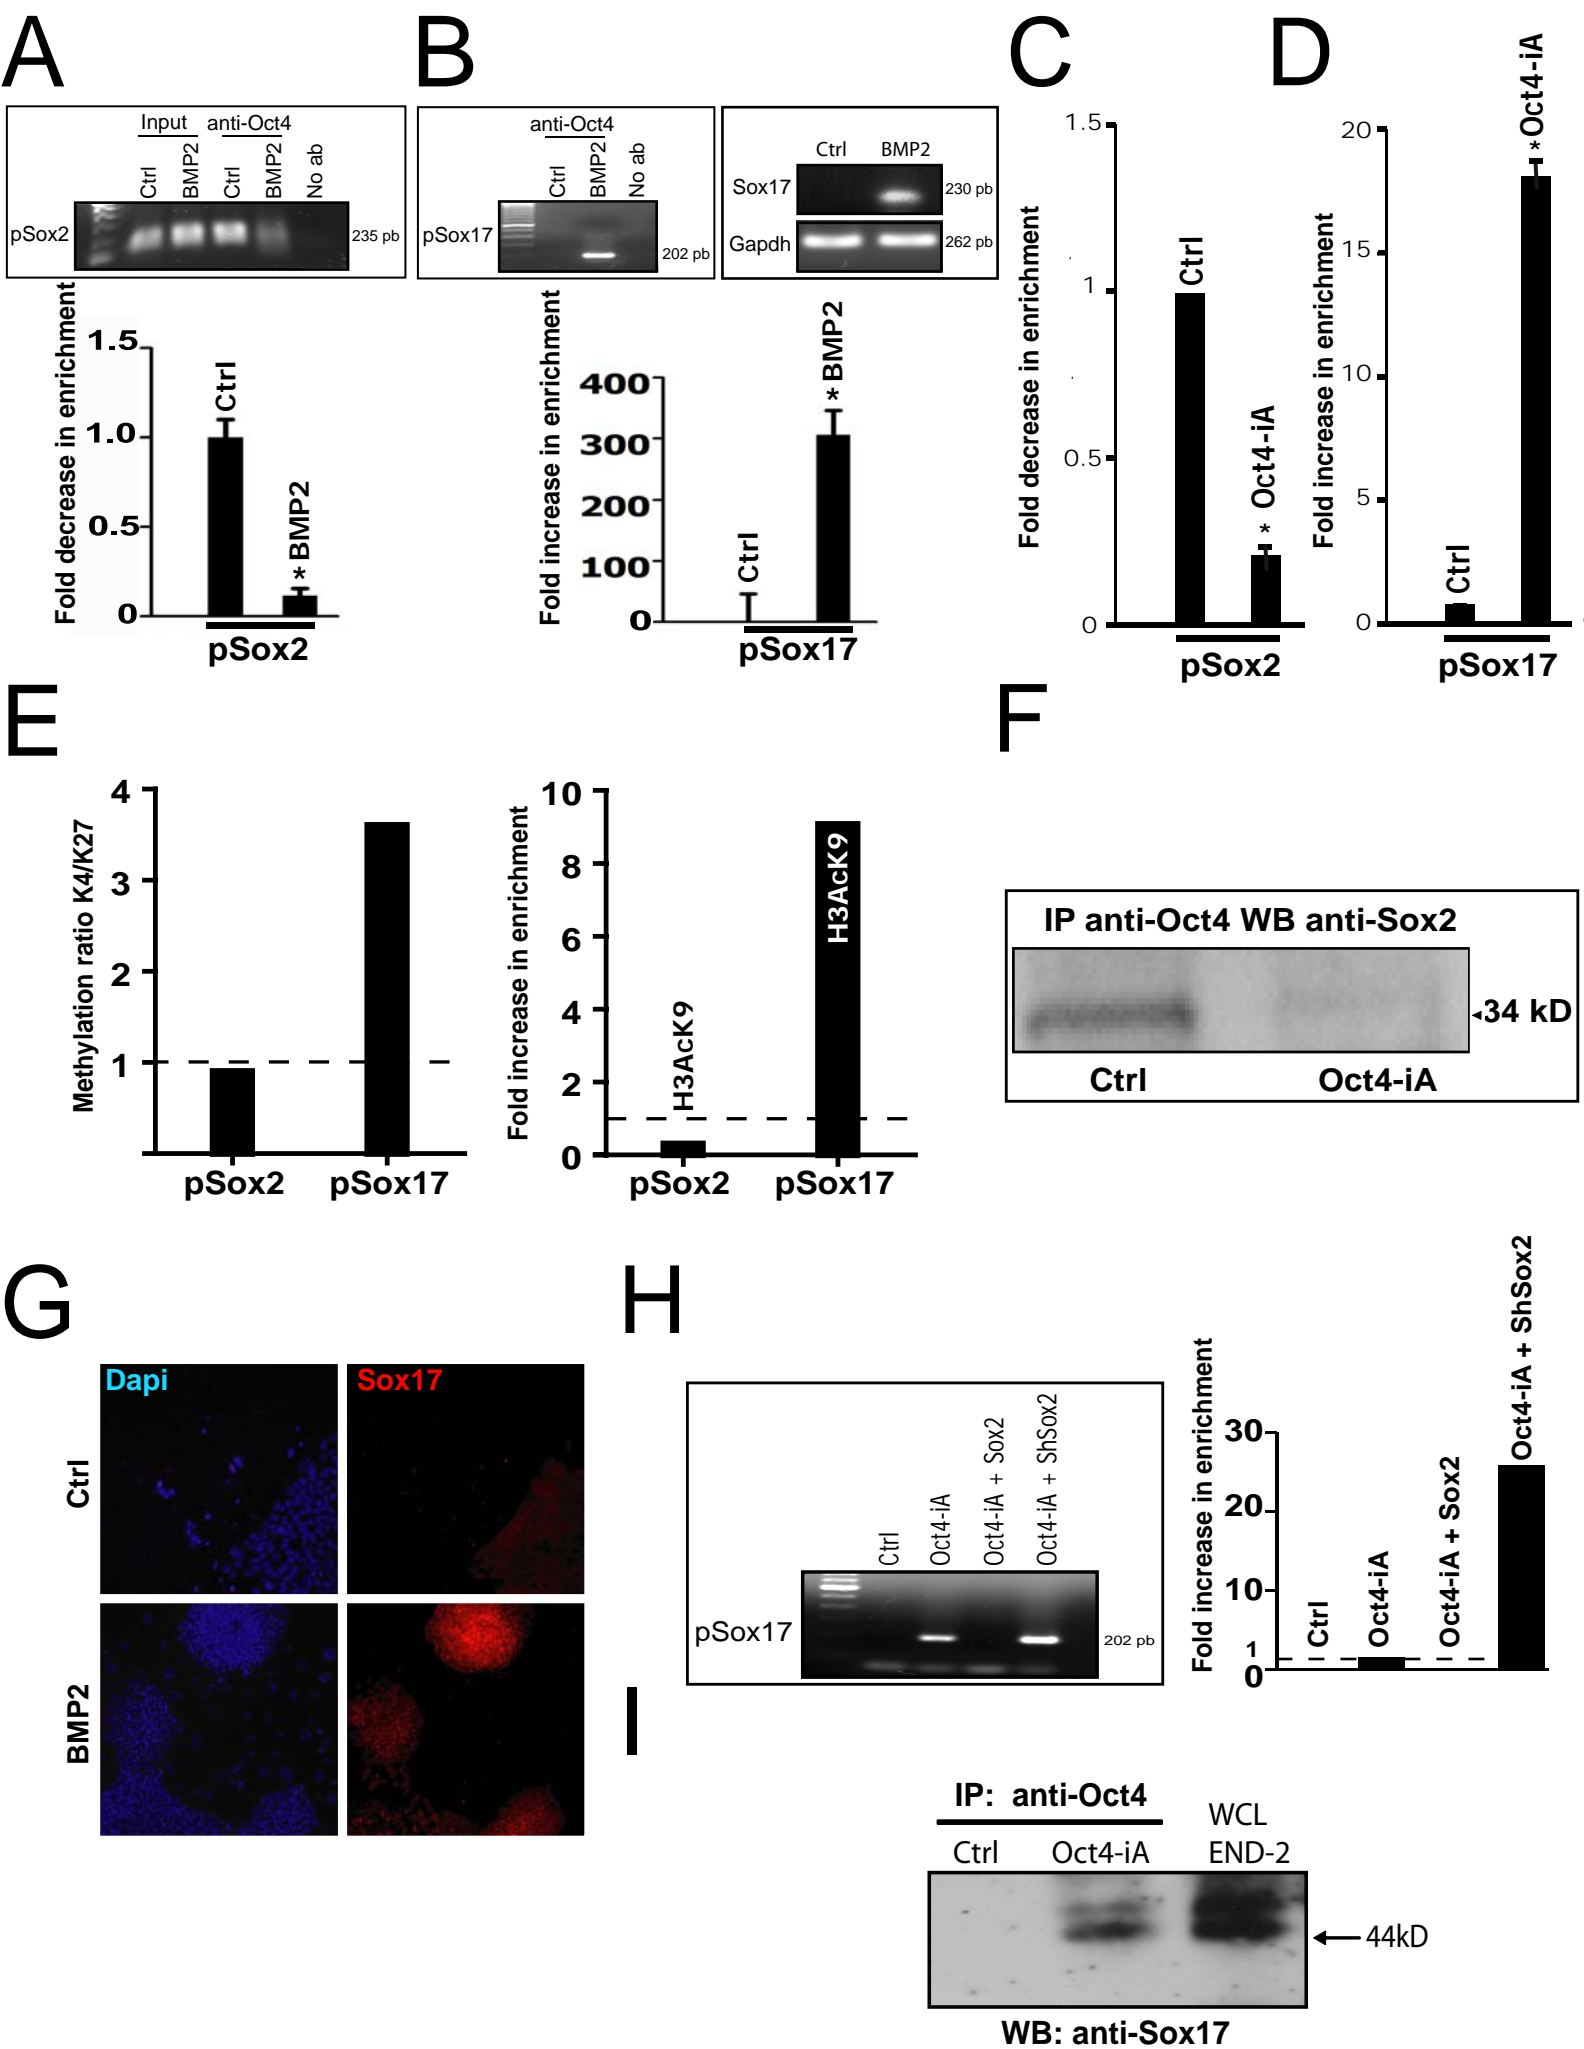 A
Input anti-Oct4
Ctrl BMP2 Ctrl BMP2 No ab
pSox2 235 pb
Fold decrease in enrichment
1.5
1.0
0.5
0
Ctrl
* BMP2
pSox2
B
anti-Oct4
Ctrl BMP2 No ab
pSox17 202 pb
Ctrl BMP2
Sox17 230 pb
Gapdh 262 pb
Fold increase in enrichment
400
300
200
100
0
Ctrl
* BMP2
pSox17
C
Fold decrease in enrichment
1.5
1
0.5
0
Ctrl
* Oct4-iA
pSox2
D
Fold increase in enrichment
20
15
10
5
0
Ctrl
* Oct4-iA
pSox17
E
Methylation ratio K4/K27
4
3
2
1
pSox2 pSox17
Fold increase in enrichment
10
8
6
4
2
0
H3AcK9
H3AcK9
pSox2 pSox17
F
IP anti-Oct4 WB anti-Sox2
34 kD
Ctrl Oct4-iA
G
Dapi Sox17
Ctrl
BMP2
H
Ctrl Oct4-iA Oct4-iA + Sox2 Oct4-iA + ShSox2
pSox17 202 pb
Fold increase in enrichment
30
20
10
1
0
Ctrl
Oct4-iA
Oct4-iA + Sox2
Oct4-iA + ShSox2
I
IP: anti-Oct4 WCL
Ctrl Oct4-iA END-2
44kD
WB: anti-Sox17